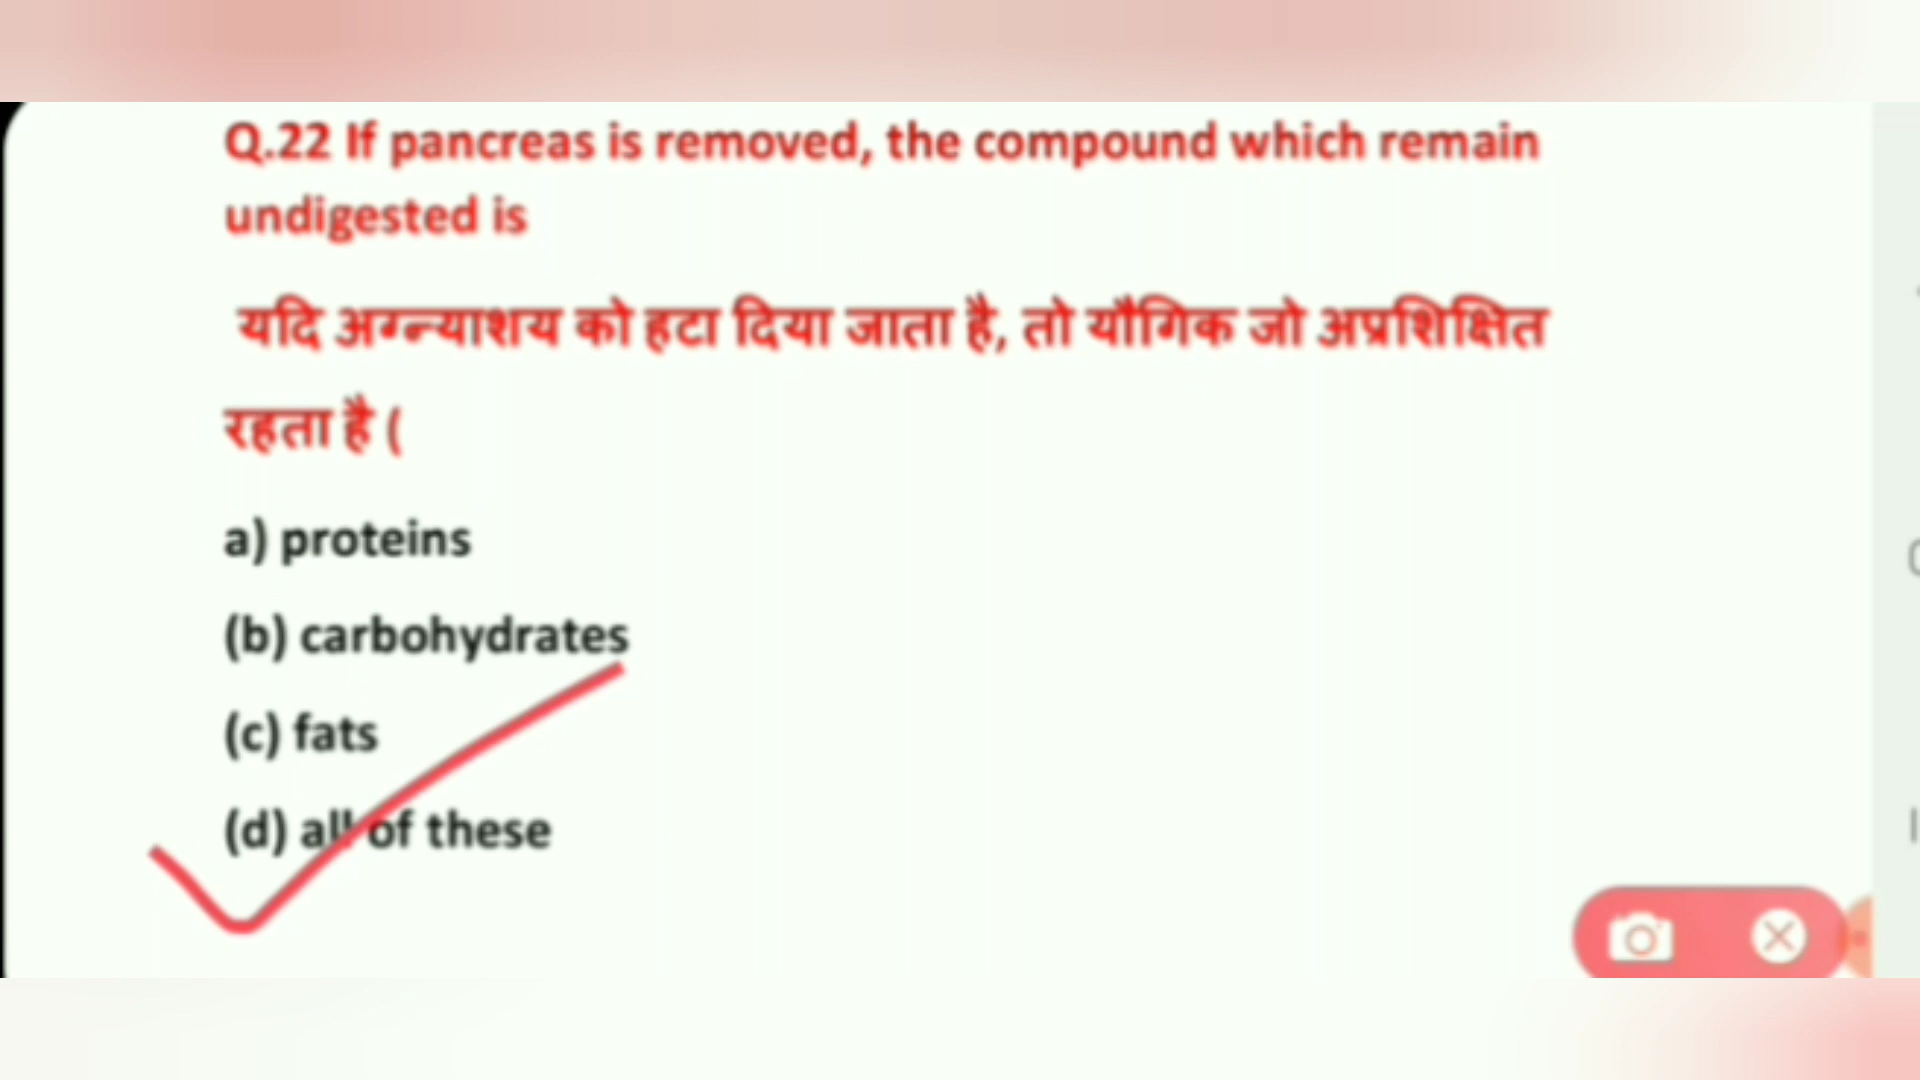 Q.22 If pancreas is removed, the compound which remain
undigested is
यदि अग्न्याशय को हटा दिया जाता है, तो यौगिक जो अप्रशिक्षित
रहता है (
a) proteins
(b) carbohydrates
(c) fats
(d) all of these